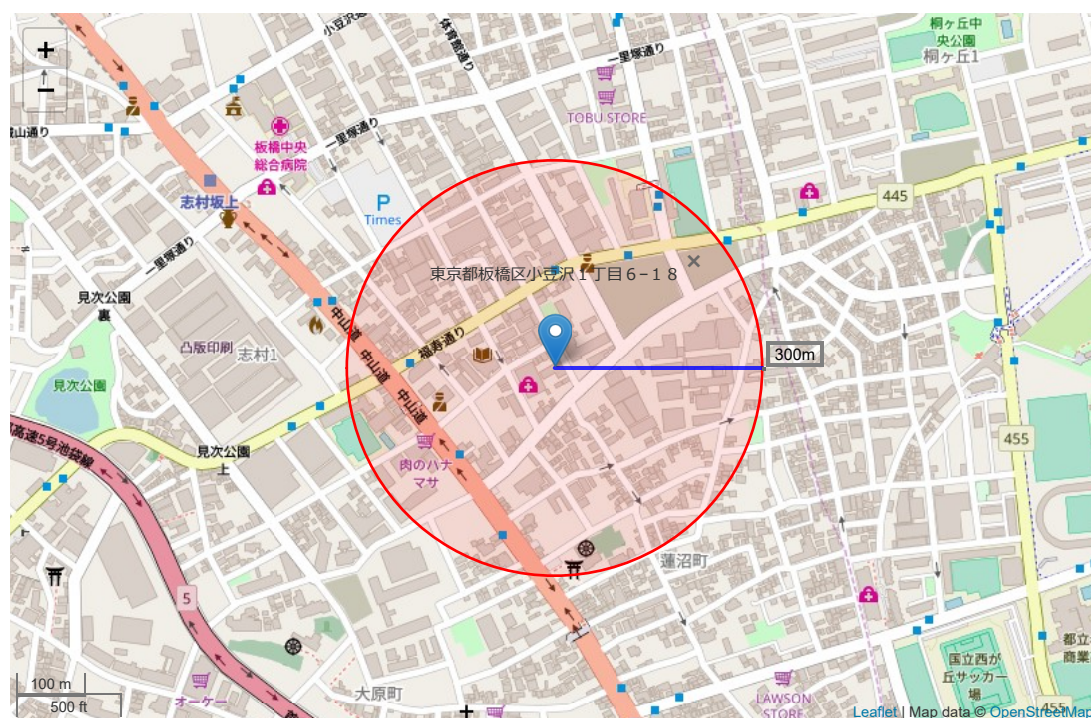 +
−
小豆沢通り
体育館通り
一里塚通り
桐ヶ丘中
央公園
桐ヶ丘1
TOBU STORE
城山通り
一里塚通り
板橋中央
総合病院
志村坂上
P
Times
445
一里塚通り
東京都板橋区小豆沢1丁目6−18
×
見次公園
裏
中山道
中山道
中山道
福寿通り
凸版印刷
志村1
300m
見次公園
高速5号池袋線
見次公園
上
肉のハナ
マサ
455
蓮沼町
5
国立西が
丘サッカー
場
都立
商業
100 m
500 ft
オーケー
大原町
LAWSON
STORE
455
Leaflet | Map data © OpenStreetMap